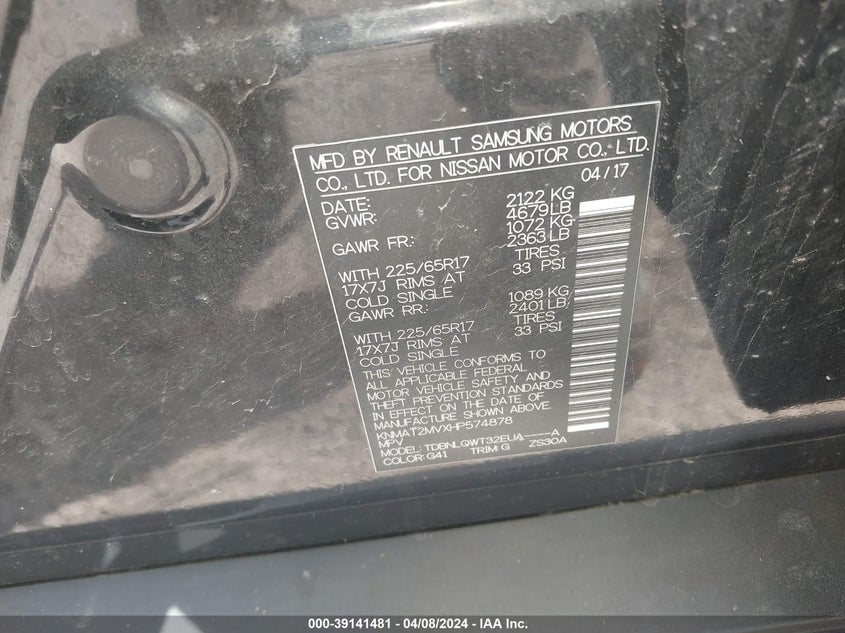 MFD BY RENAULT SAMSUNG MOTORS
CO., LTD. FOR NISSAN MOTOR CO., LTD.
DATE: 04/17
GVWR: 2122 KG
4679 LB
GAWR FR: 1072 KG
2363 LB
WITH 225/65R17 TIRES
17X7J RIMS AT 33 PSI
COLD SINGLE
GAWR RR: 1089 KG
2401 LB
WITH 225/65R17 TIRES
17X7J RIMS AT 33 PSI
COLD SINGLE
THIS VEHICLE CONFORMS TO
ALL APPLICABLE FEDERAL
MOTOR VEHICLE SAFETY AND
THEFT PREVENTION STANDARDS
IN EFFECT ON THE DATE OF
MANUFACTURE SHOWN ABOVE.
KNMAT2MVXHP574878
MPV
MODEL: TDBNLGWT32EUA-----A
COLOR: G41 TRIM: G ZS30A
000-39141481 - 04/08/2024 - IAA Inc.